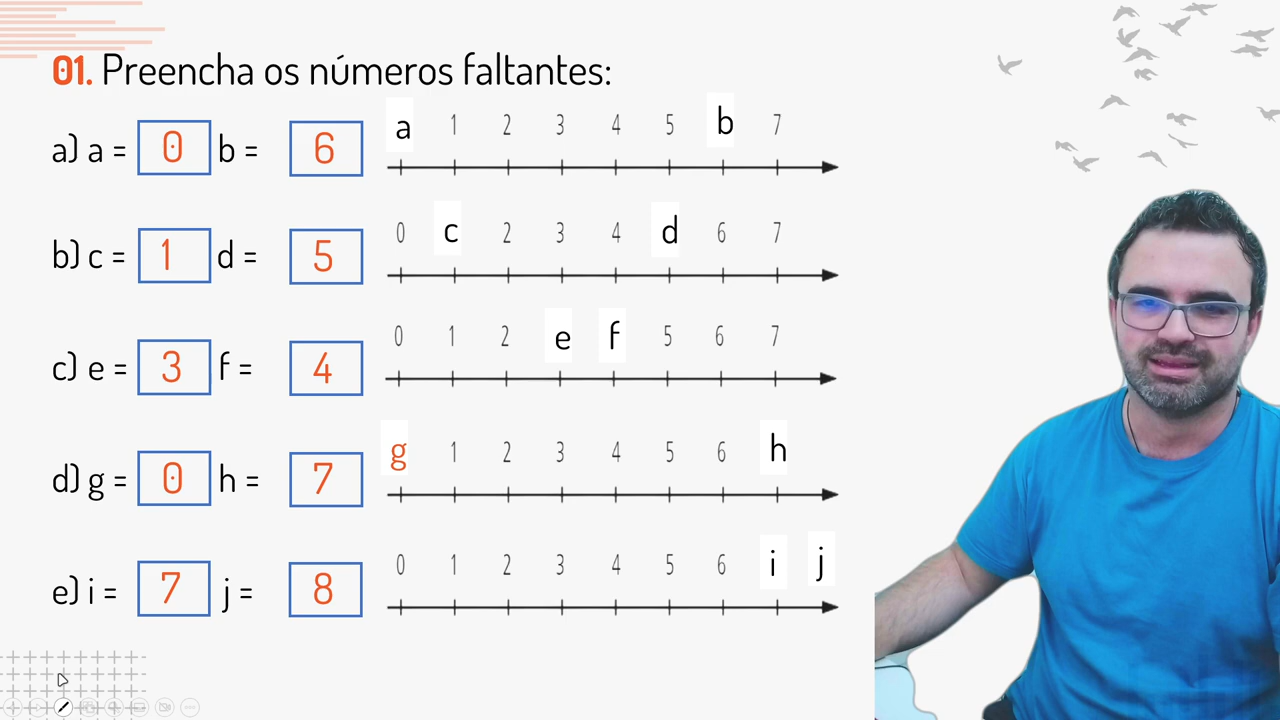 01. Preencha os números faltantes:
a) a = 0 b = 6 a 1 2 3 4 5 b 7
b) c = 1 d = 5 0 c 2 3 4 d 6 7
c) e = 3 f = 4 0 1 2 e f 5 6 7
d) g = 0 h = 7 g 1 2 3 4 5 6 h
e) i = 7 j = 8 0 1 2 3 4 5 6 i j